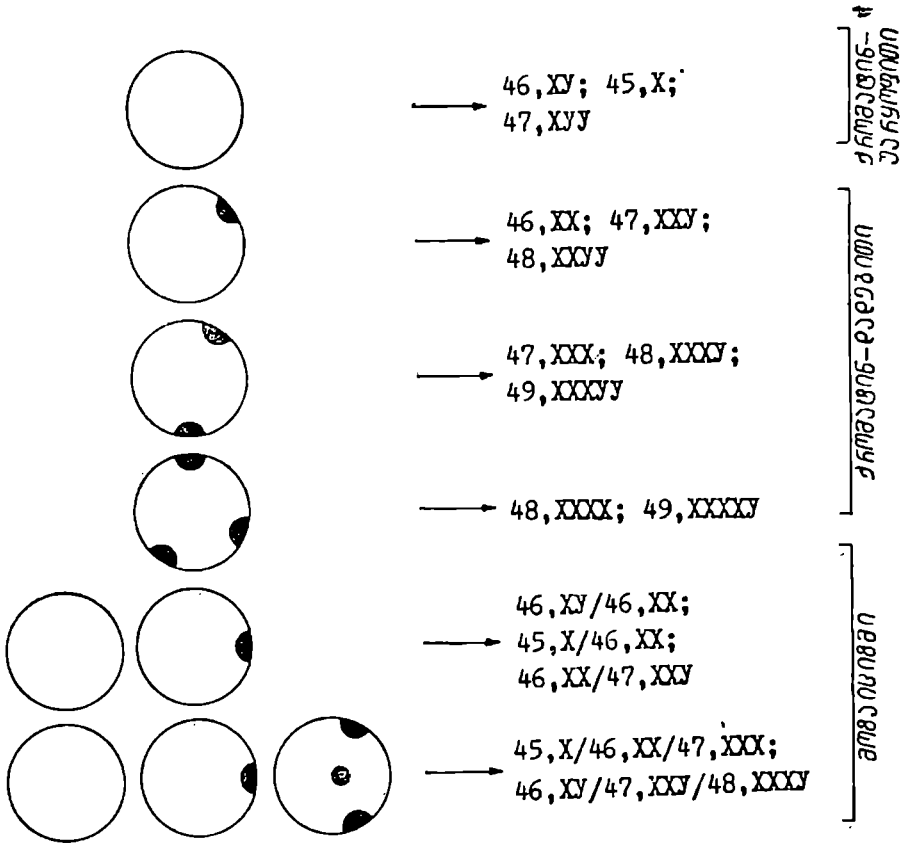 46,XY; 45,X;
47,XYY
46,XX; 47,XXY;
48,XXYY
47,XXX; 48,XXXY;
49,XXXYY
48,XXXX; 49,XXXXY
46,XY/46,XX;
45,X/46,XX;
46,XX/47,XXY
45,X/46,XX/47,XXX;
46,XY/47,XXY/48,XXXY